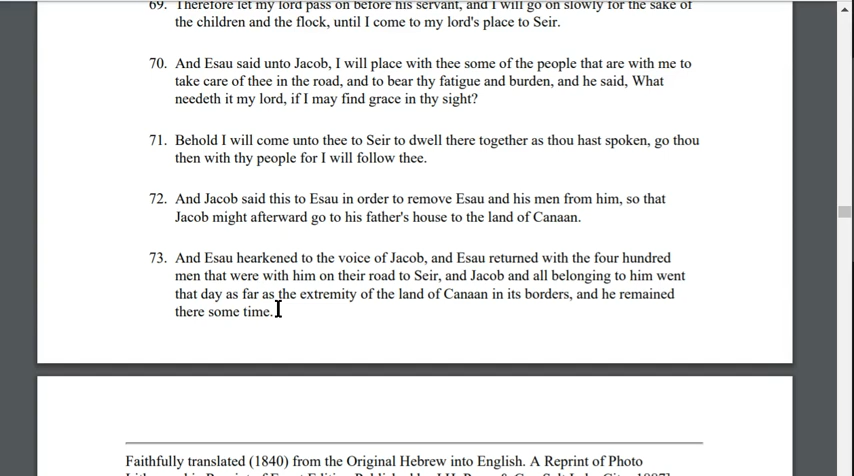 69. Therefore let my lord pass on before his servant, and I will go on slowly for the sake of
the children and the flock, until I come to my lord's place to Seir.
70. And Esau said unto Jacob, I will place with thee some of the people that are with me to
take care of thee in the road, and to bear thy fatigue and burden, and he said, What
needeth it my lord, if I may find grace in thy sight?
71. Behold I will come unto thee to Seir to dwell there together as thou hast spoken, go thou
then with thy people for I will follow thee.
72. And Jacob said this to Esau in order to remove Esau and his men from him, so that
Jacob might afterward go to his father's house to the land of Canaan.
73. And Esau hearkened to the voice of Jacob, and Esau returned with the four hundred
men that were with him on their road to Seir, and Jacob and all belonging to him went
that day as far as the extremity of the land of Canaan in its borders, and he remained
there some time.
Faithfully translated (1840) from the Original Hebrew into English. A Reprint of Photo